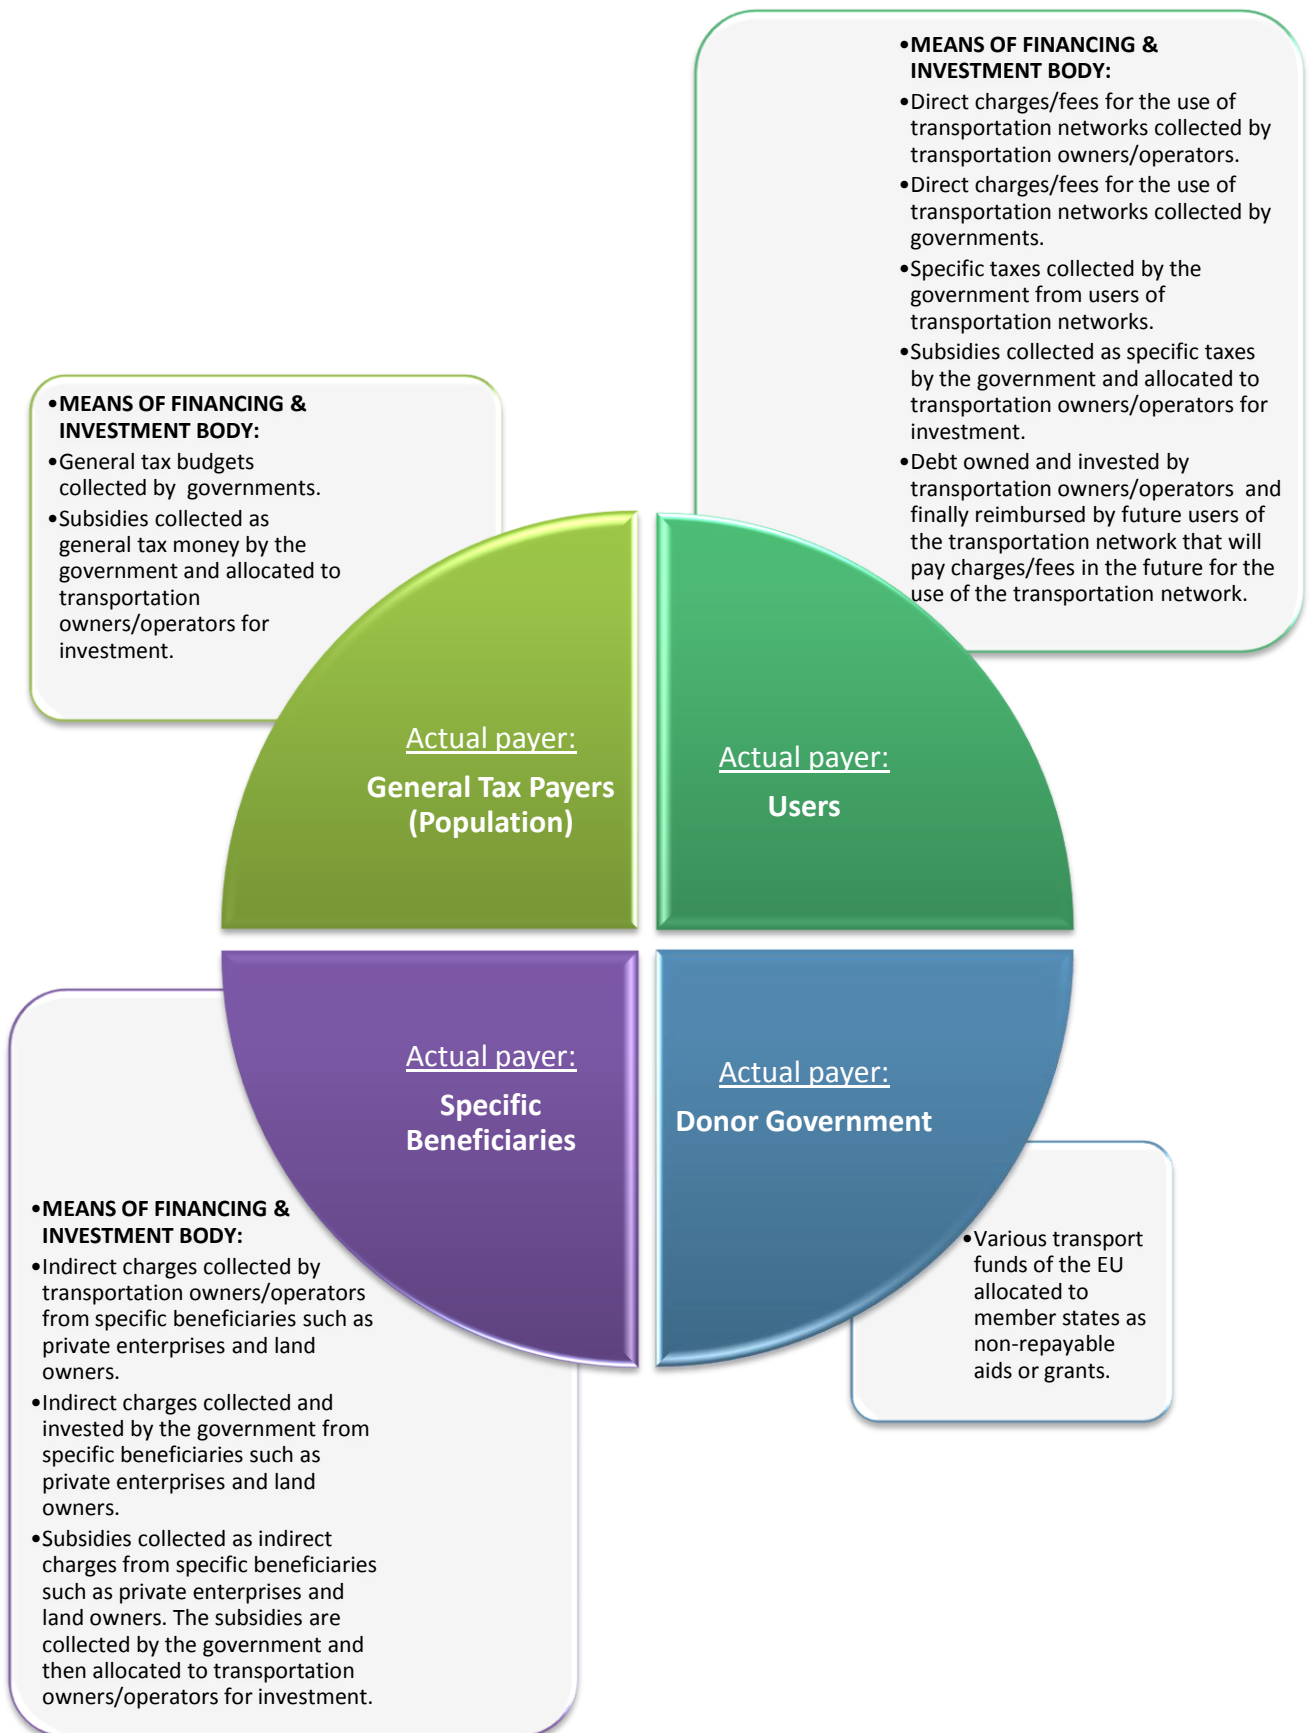 •MEANS OF FINANCING &
INVESTMENT BODY:
•Direct charges/fees for the use of
transportation networks collected by
transportation owners/operators.
•Direct charges/fees for the use of
transportation networks collected by
governments.
•Specific taxes collected by the
government from users of
transportation networks.
•Subsidies collected as specific taxes
by the government and allocated to
transportation owners/operators for
investment.
•Debt owned and invested by
transportation owners/operators and
finally reimbursed by future users of
the transportation network that will
pay charges/fees in the future for the
use of the transportation network.
•MEANS OF FINANCING &
INVESTMENT BODY:
•General tax budgets
collected by governments.
•Subsidies collected as
general tax money by the
government and allocated to
transportation
owners/operators for
investment.
Actual payer:
General Tax Payers
(Population)
Actual payer:
Users
Actual payer:
Specific
Beneficiaries
Actual payer:
Donor Government
•MEANS OF FINANCING &
INVESTMENT BODY:
•Indirect charges collected by
transportation owners/operators
from specific beneficiaries such as
private enterprises and land
owners.
•Indirect charges collected and
invested by the government from
specific beneficiaries such as
private enterprises and land
owners.
•Subsidies collected as indirect
charges from specific beneficiaries
such as private enterprises and
land owners. The subsidies are
collected by the government and
then allocated to transportation
owners/operators for investment.
•Various transport
funds of the EU
allocated to
member states as
non-repayable
aids or grants.